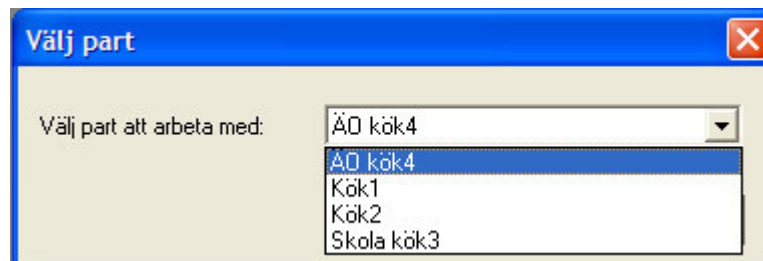 Välj part
Välj part att arbeta med: ÄO kök4
ÄO kök4
Kök1
Kök2
Skola kök3